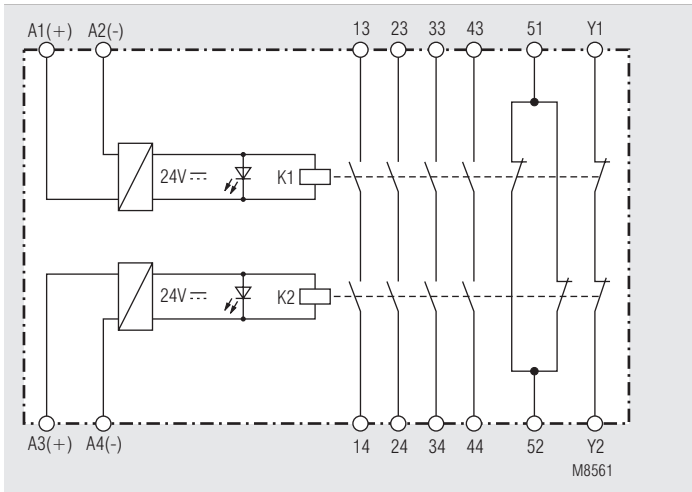 A1(+) A2(-) 13 23 33 43 51 Y1
24V K1
24V K2
A3(+) A4(-) 14 24 34 44 52 Y2
M8561